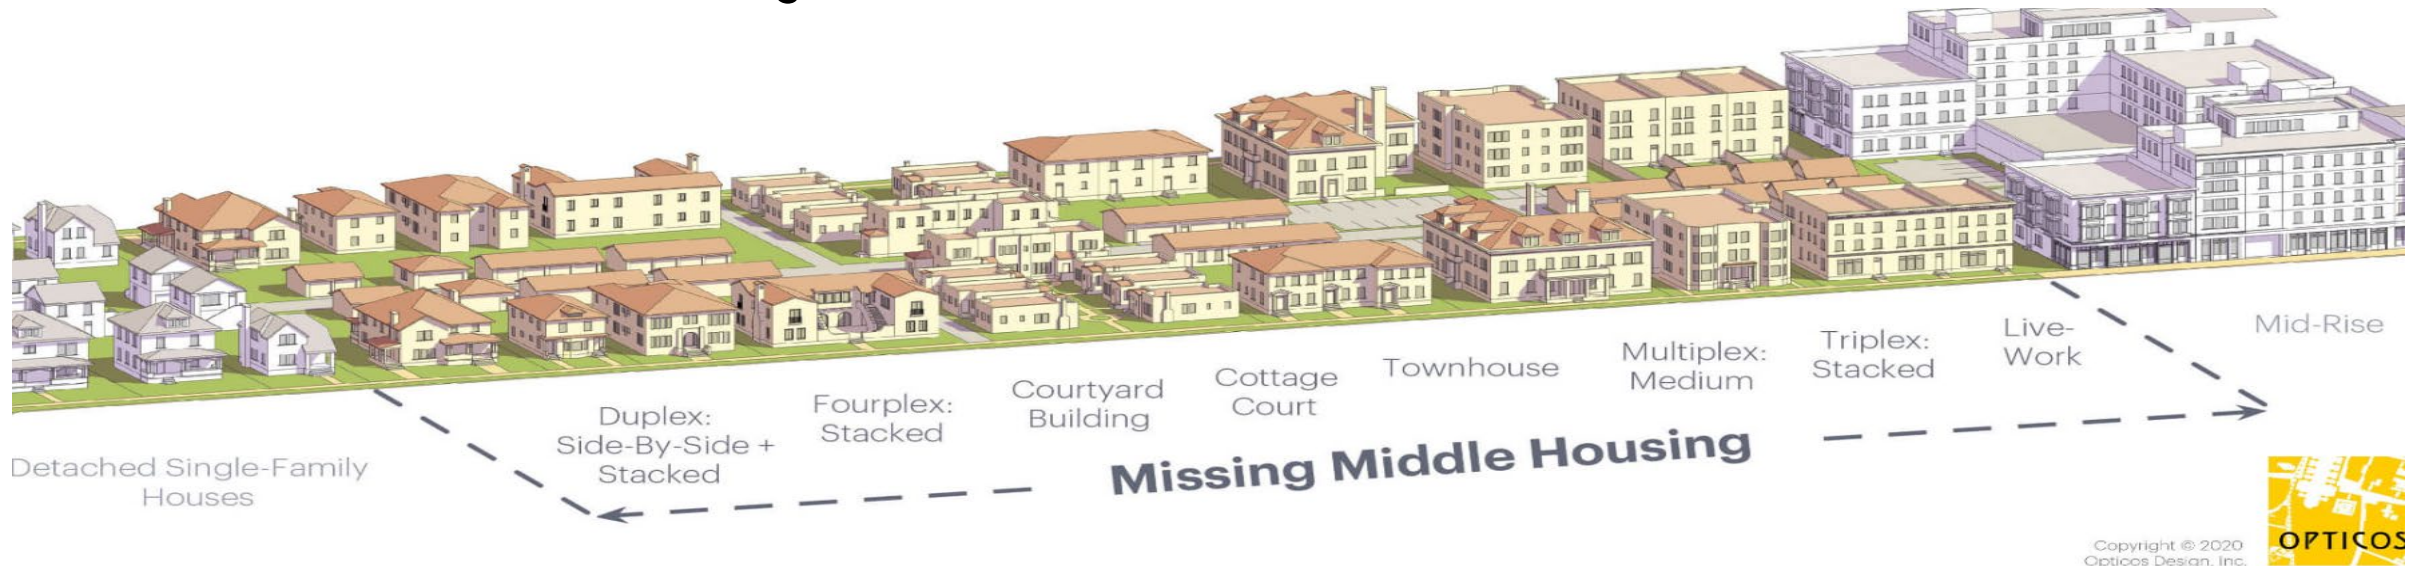 Detached Single-Family
Houses
Duplex:
Side-By-Side +
Stacked
Fourplex:
Stacked
Courtyard
Building
Cottage
Court
Townhouse
Multiplex:
Medium
Triplex:
Stacked
Live-
Work
Mid-Rise
Missing Middle Housing
Copyright © 2020
Opticos Design, Inc.
OPTICOS